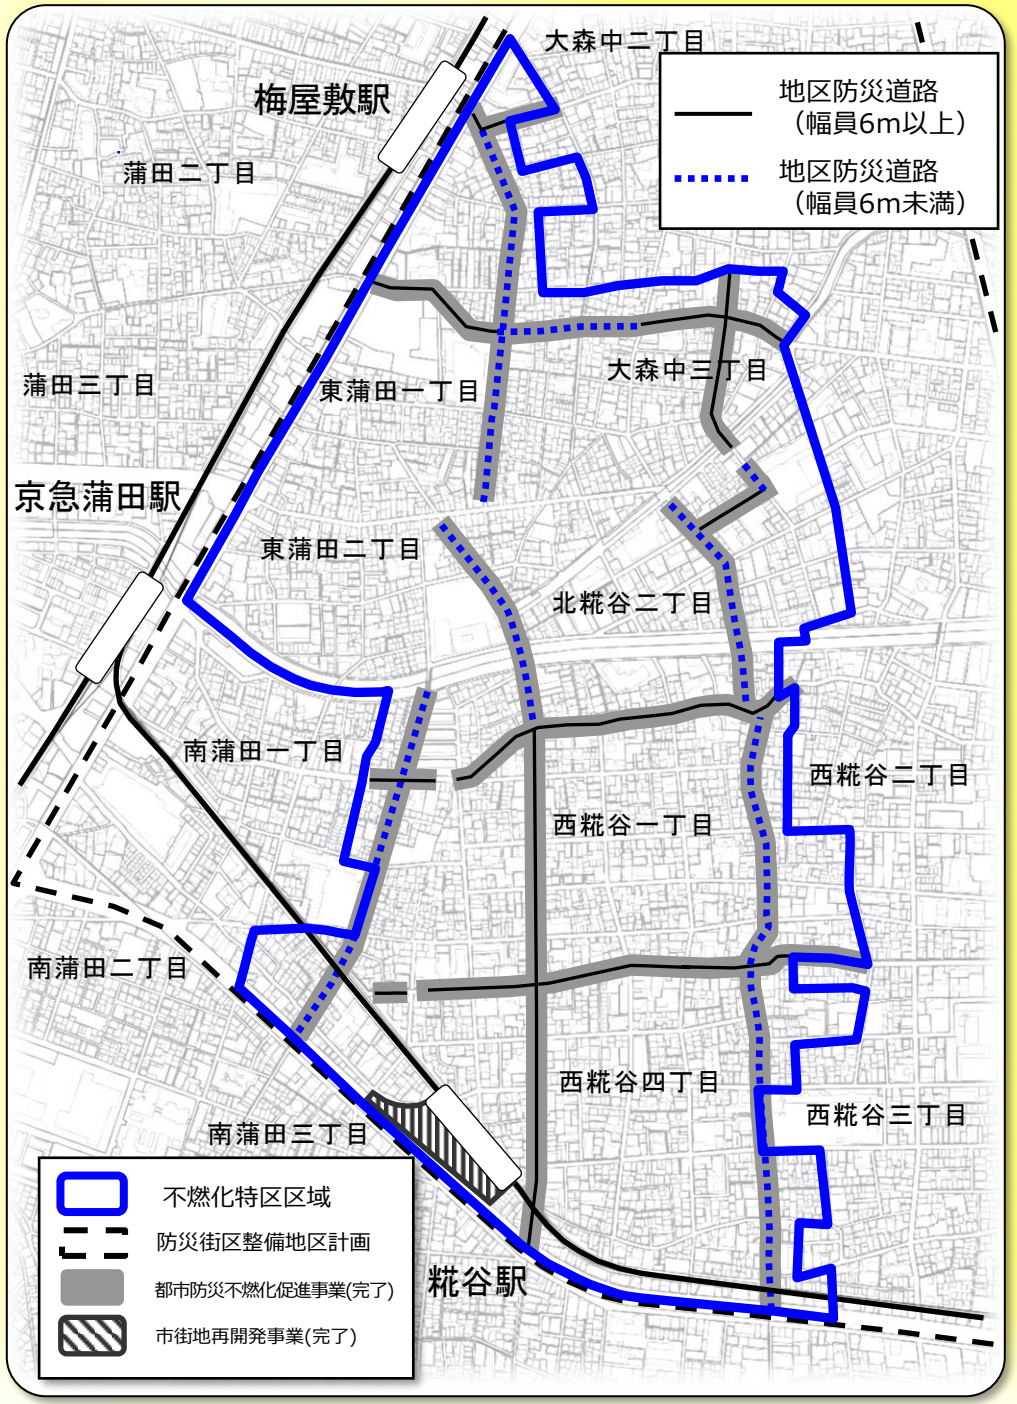 大森中二丁目
地区防災道路
（幅員6m以上）
地区防災道路
（幅員6m未満）
梅屋敷駅
蒲田二丁目
蒲田三丁目
東蒲田一丁目
大森中三丁目
京急蒲田駅
東蒲田二丁目
北糀谷二丁目
南蒲田一丁目
西糀谷二丁目
西糀谷一丁目
南蒲田二丁目
西糀谷四丁目
西糀谷三丁目
南蒲田三丁目
糀谷駅
不燃化特区区域
防災街区整備地区計画
都市防災不燃化促進事業(完了)
市街地再開発事業(完了)